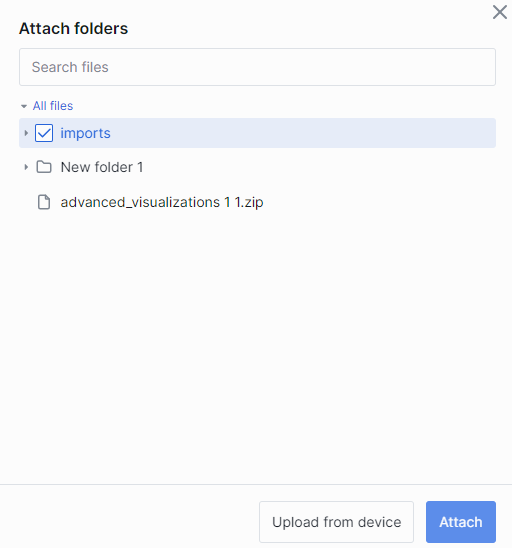 Attach folders
Search files
All files
imports
New folder 1
advanced_visualizations 1 1.zip
Upload from device
Attach